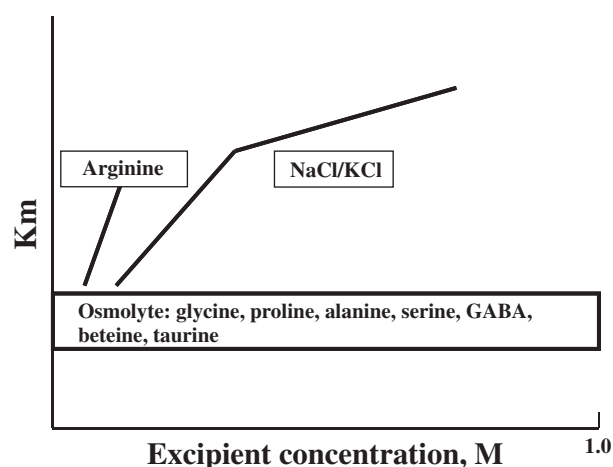 Km
Arginine
NaCl/KCl
Osmolyte: glycine, proline, alanine, serine, GABA,
beteine, taurine
1.0
Excipient concentration, M